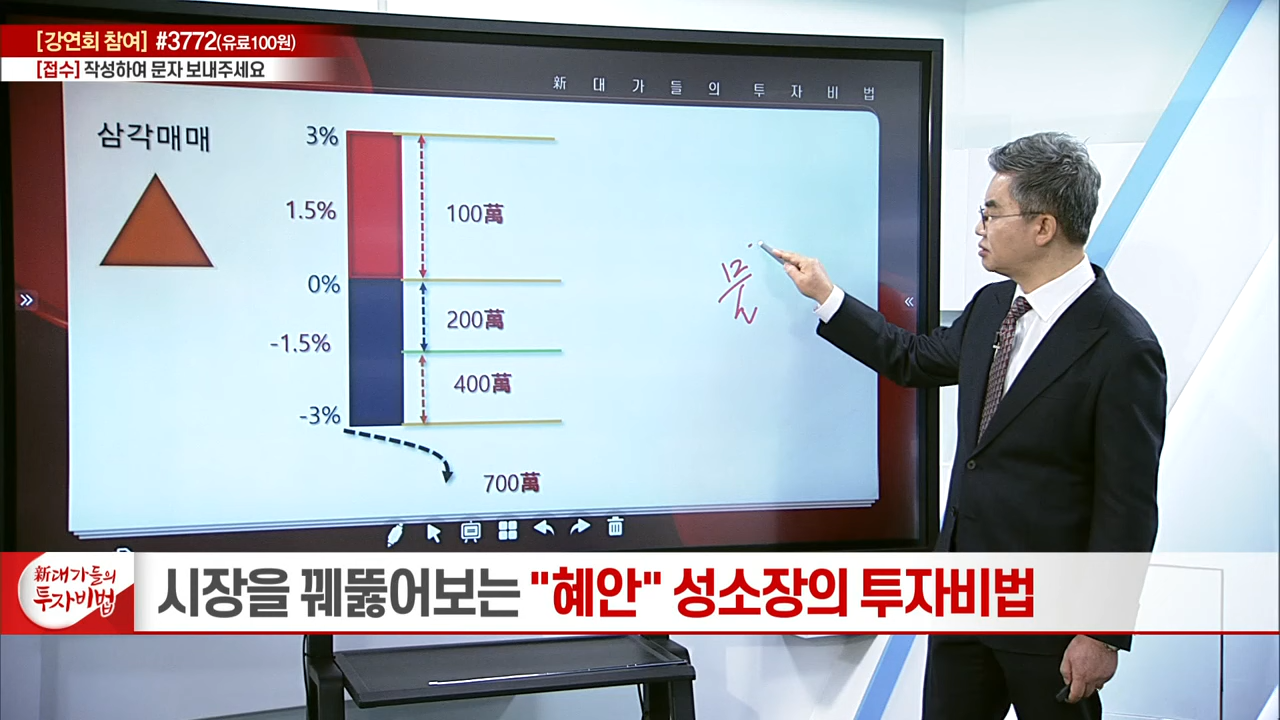 [강연회 참여] #3772(유료100원)
[접수] 작성하여 문자 보내주세요
新 대 가 들 의 투 자 비 법
삼각매매
3%
1.5%
100萬
0%
200萬
-1.5%
400萬
-3%
700萬
新대가들의
투자비법
시장을 꿰뚫어보는 "혜안" 성소장의 투자비법